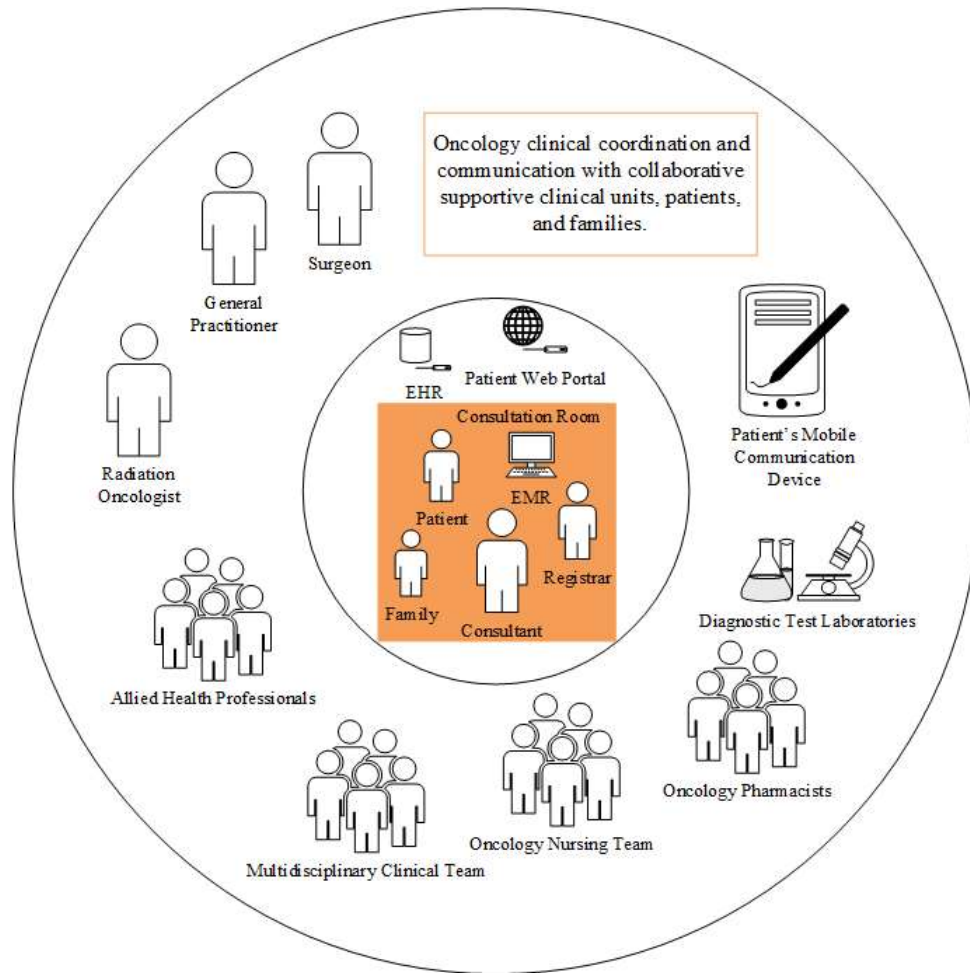 Oncology clinical coordination and
communication with collaborative
supportive clinical units, patients,
and families.
Surgeon
General
Practitioner
Radiation
Oncologist
EHR
Patient Web Portal
Consultation Room
Patient
EMR
Family
Registrar
Consultant
Patient’s Mobile
Communication
Device
Diagnostic Test Laboratories
Allied Health Professionals
Oncology Pharmacists
Oncology Nursing Team
Multidisciplinary Clinical Team